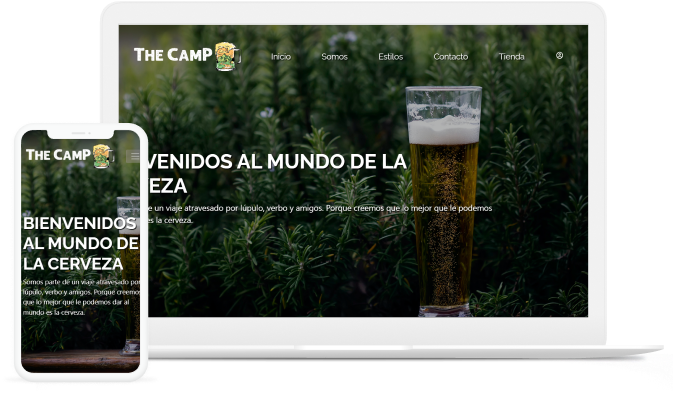 THE CAMP
Inicio Somos Estilos Contacto Tienda
VENIDOS AL MUNDO DE LA
EZA
e un viaje atravesado por lúpulo, verbo y amigos. Porque creemos que lo mejor que le podemos
es la cerveza.
THE CAMP
BIENVENIDOS
AL MUNDO DE
LA CERVEZA
Somos parte de un viaje atravesado por
lúpulo, verbo y amigos. Porque creemos
que lo mejor que le podemos dar al
mundo es la cerveza.